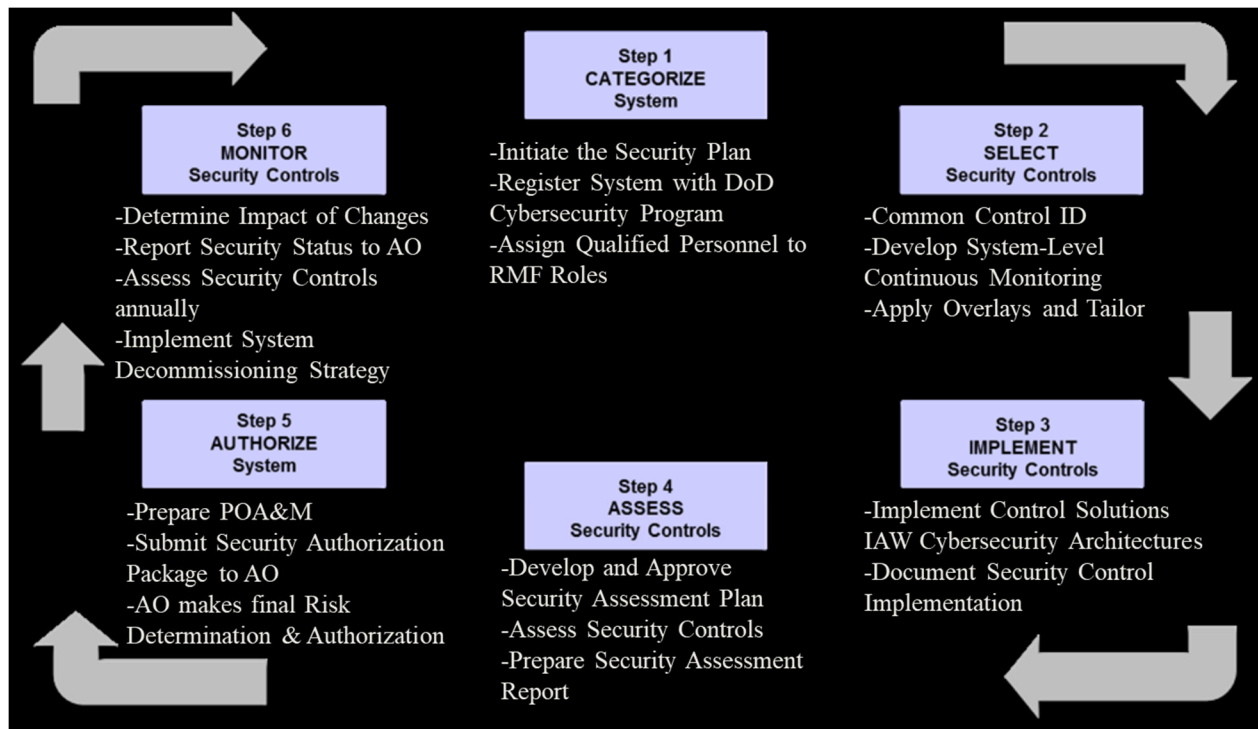 Step 1
CATEGORIZE
System
-Initiate the Security Plan
-Register System with DoD
Cybersecurity Program
-Assign Qualified Personnel to
RMF Roles
Step 2
SELECT
Security Controls
-Common Control ID
-Develop System-Level
Continuous Monitoring
-Apply Overlays and Tailor
Step 3
IMPLEMENT
Security Controls
-Implement Control Solutions
IAW Cybersecurity Architectures
-Document Security Control
Implementation
Step 4
ASSESS
Security Controls
-Develop and Approve
Security Assessment Plan
-Assess Security Controls
-Prepare Security Assessment
Report
Step 5
AUTHORIZE
System
-Prepare POA&M
-Submit Security Authorization
Package to AO
-AO makes final Risk
Determination & Authorization
Step 6
MONITOR
Security Controls
-Determine Impact of Changes
-Report Security Status to AO
-Assess Security Controls
annually
-Implement System
Decommissioning Strategy